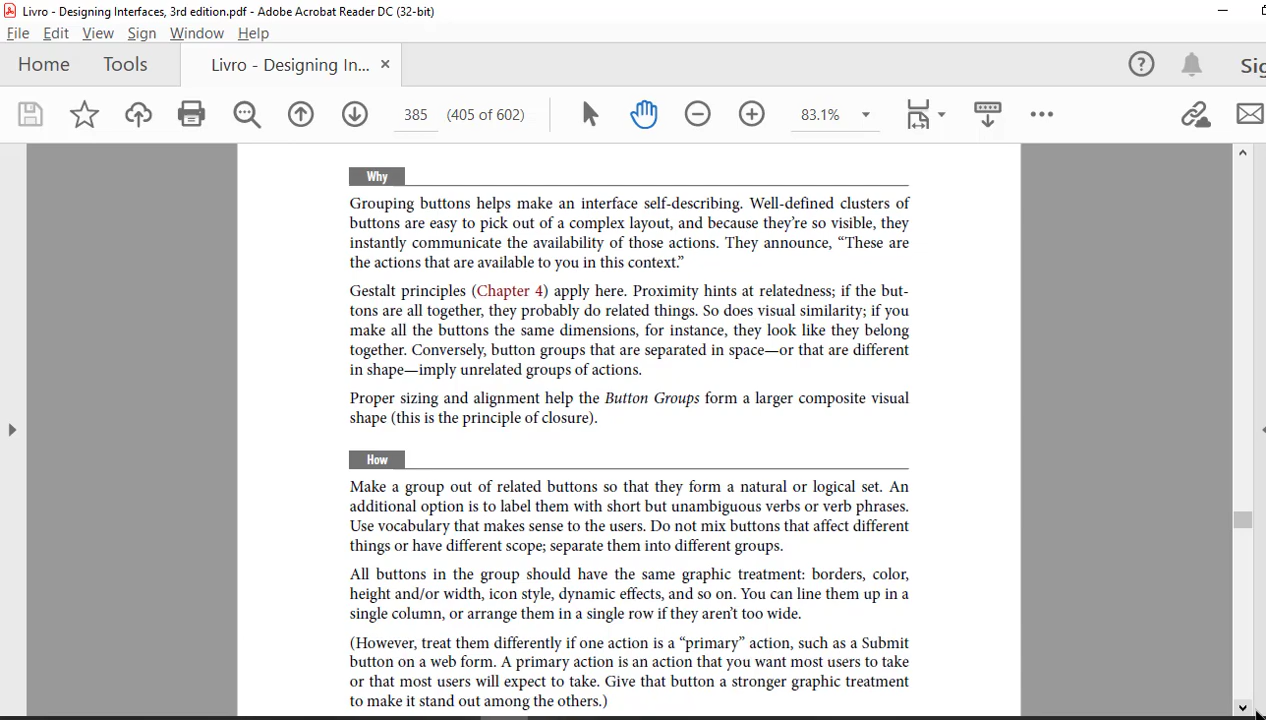 Livro - Designing Interfaces, 3rd edition.pdf - Adobe Acrobat Reader DC (32-bit)
File Edit View Sign Window Help
Home Tools Livro - Designing In... × Sig
385 (405 of 602) 83.1%
Why
Grouping buttons helps make an interface self-describing. Well-defined clusters of
buttons are easy to pick out of a complex layout, and because they’re so visible, they
instantly communicate the availability of those actions. They announce, “These are
the actions that are available to you in this context.”
Gestalt principles (Chapter 4) apply here. Proximity hints at relatedness; if the but-
tons are all together, they probably do related things. So does visual similarity; if you
make all the buttons the same dimensions, for instance, they look like they belong
together. Conversely, button groups that are separated in space—or that are different
in shape—imply unrelated groups of actions.
Proper sizing and alignment help the Button Groups form a larger composite visual
shape (this is the principle of closure).
How
Make a group out of related buttons so that they form a natural or logical set. An
additional option is to label them with short but unambiguous verbs or verb phrases.
Use vocabulary that makes sense to the users. Do not mix buttons that affect different
things or have different scope; separate them into different groups.
All buttons in the group should have the same graphic treatment: borders, color,
height and/or width, icon style, dynamic effects, and so on. You can line them up in a
single column, or arrange them in a single row if they aren’t too wide.
(However, treat them differently if one action is a “primary” action, such as a Submit
button on a web form. A primary action is an action that you want most users to take
or that most users will expect to take. Give that button a stronger graphic treatment
to make it stand out among the others.)